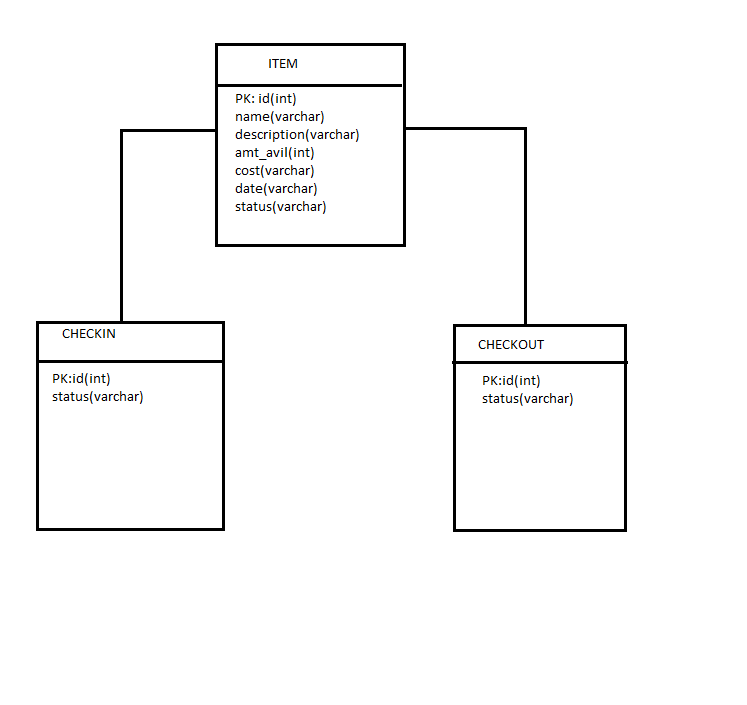 ITEM
PK: id(int)
name(varchar)
description(varchar)
amt_avil(int)
cost(varchar)
date(varchar)
status(varchar)
CHECKIN
PK:id(int)
status(varchar)
CHECKOUT
PK:id(int)
status(varchar)